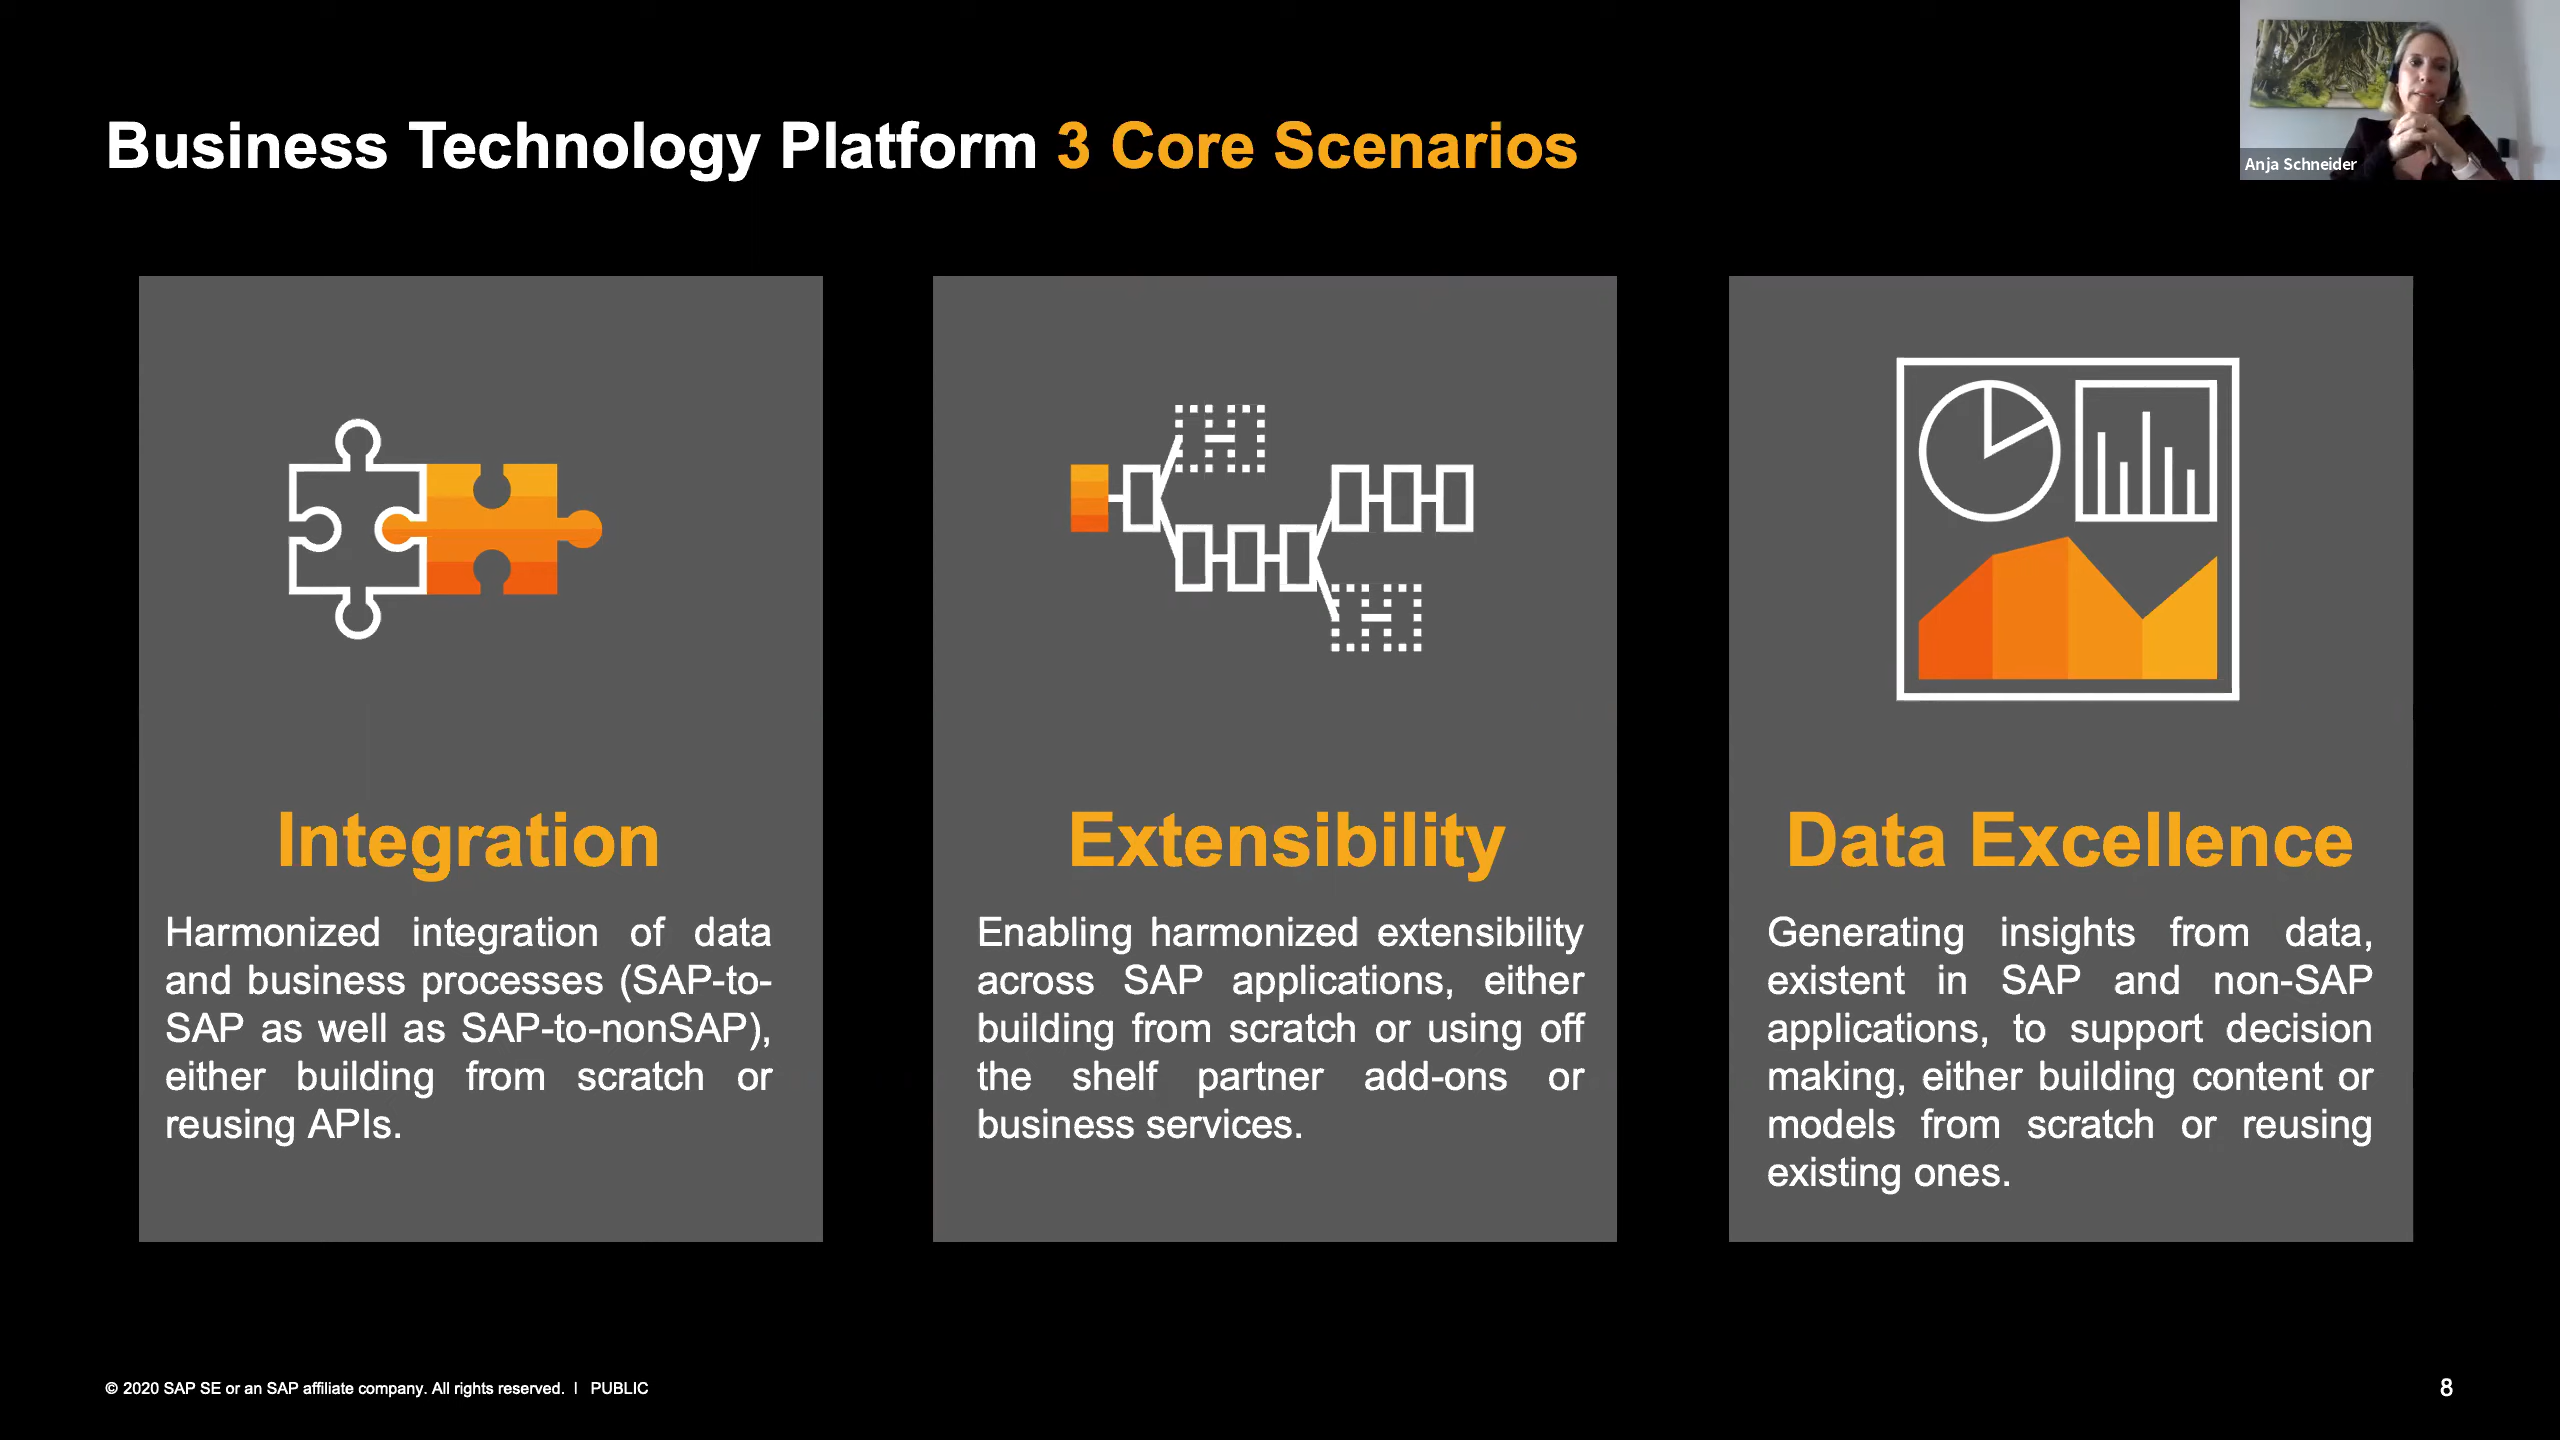 Business Technology Platform 3 Core Scenarios
Anja Schneider
Integration
Harmonized integration of data
and business processes (SAP-to-
SAP as well as SAP-to-nonSAP),
either building from scratch or
reusing APIs.
Extensibility
Enabling harmonized extensibility
across SAP applications, either
building from scratch or using off
the shelf partner add-ons or
business services.
Data Excellence
Generating insights from data,
existent in SAP and non-SAP
applications, to support decision
making, either building content or
models from scratch or reusing
existing ones.
© 2020 SAP SE or an SAP affiliate company. All rights reserved. | PUBLIC
8